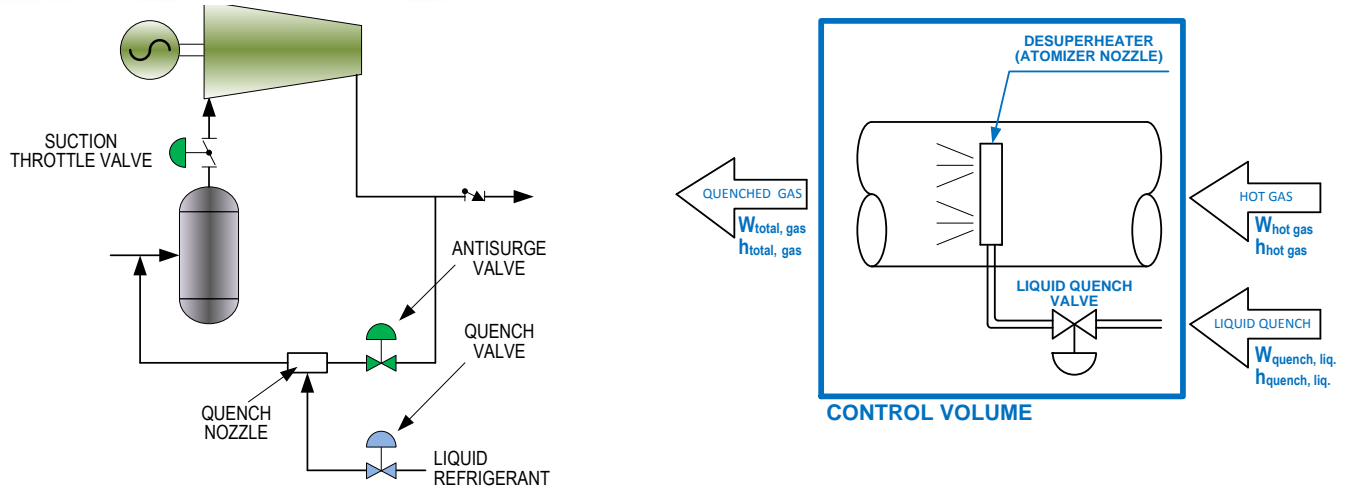 SUCTION
THROTTLE VALVE
ANTISURGE
VALVE
QUENCH
VALVE
QUENCH
NOZZLE
LIQUID
REFRIGERANT
DESUPERHEATER
(ATOMIZER NOZZLE)
QUENCHED GAS
Wtotal, gas
htotal, gas
HOT GAS
Whot gas
hhot gas
LIQUID QUENCH
VALVE
LIQUID QUENCH
Wquench, liq.
hquench, liq.
CONTROL VOLUME